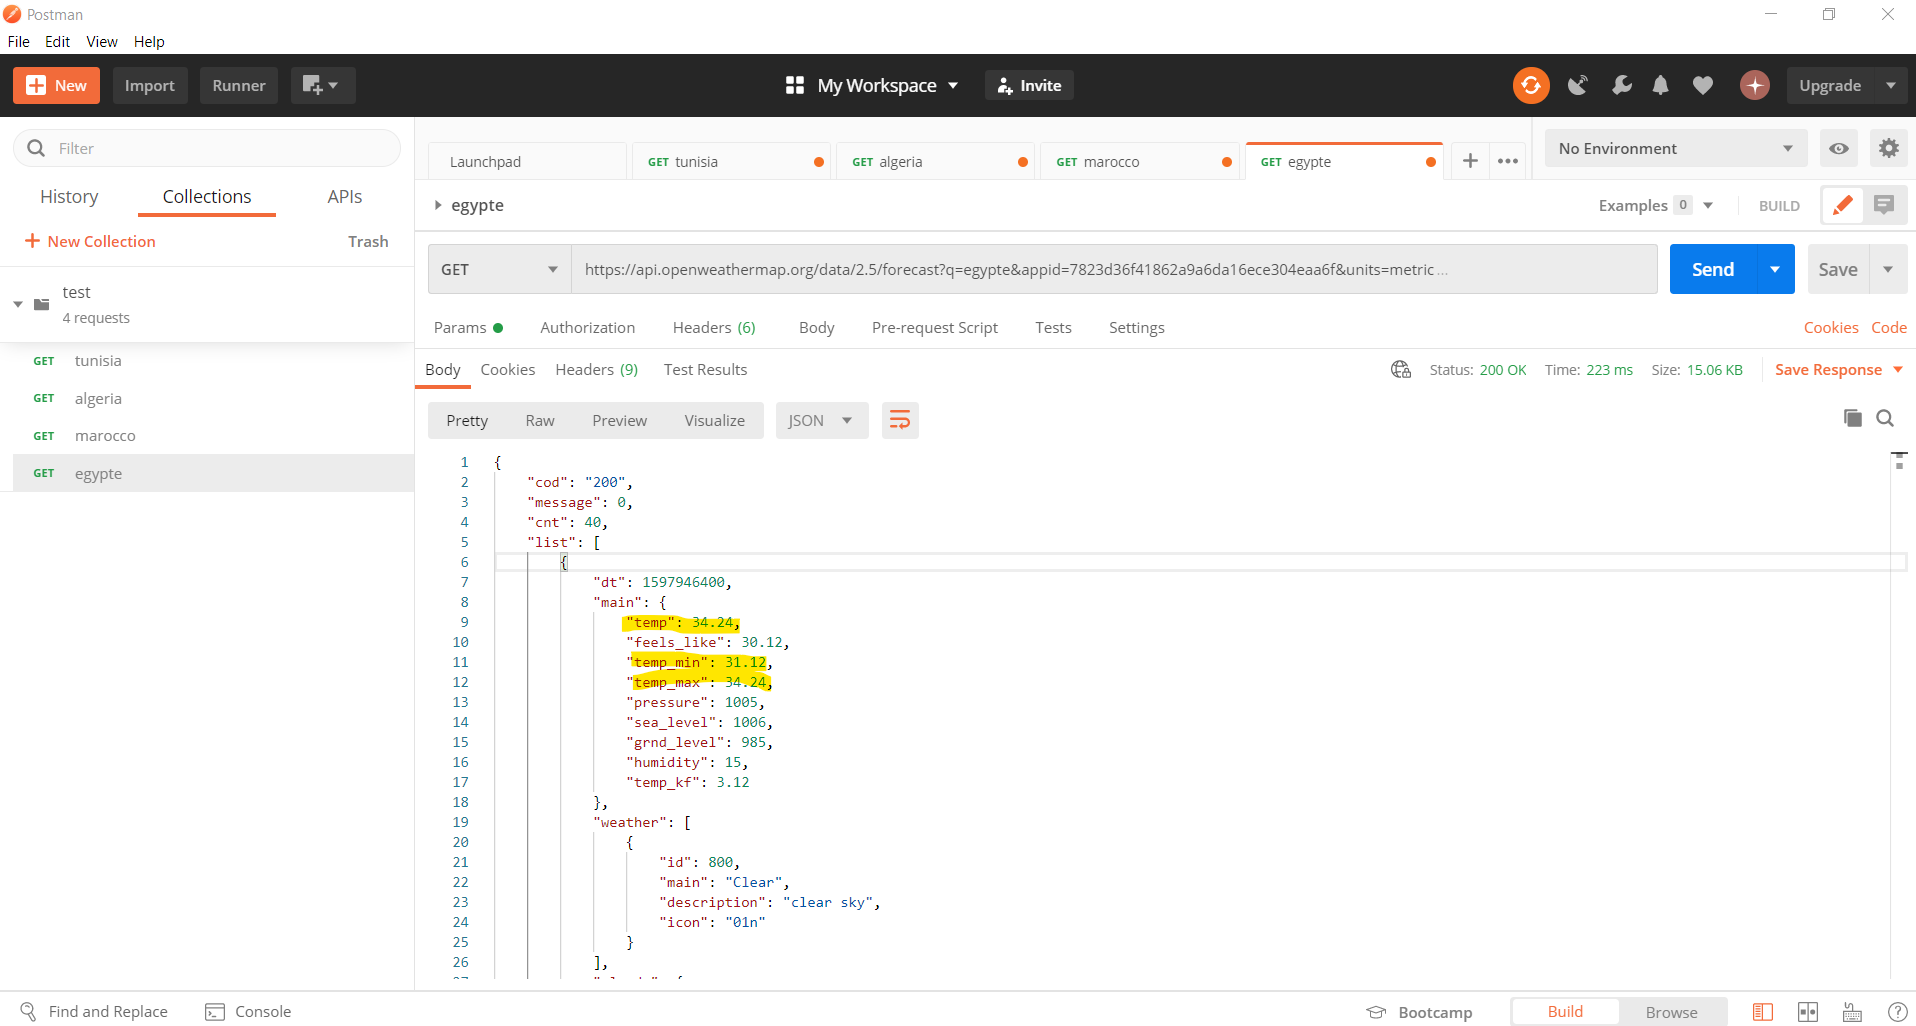 Postman
File Edit View Help
New Import Runner My Workspace Invite Upgrade
Filter
History Collections APIs
New Collection Trash
test
4 requests
GET tunisia
GET algeria
GET marocco
GET egypte
Launchpad GET tunisia GET algeria GET marocco GET egypte No Environment
egypte Examples 0 BUILD
GET https://api.openweathermap.org/data/2.5/forecast?q=egypte&appid=7823d36f41862a9a6da16ece304eaa6f&units=metric ... Send Save
Params Authorization Headers (6) Body Pre-request Script Tests Settings Cookies Code
Body Cookies Headers (9) Test Results Status: 200 OK Time: 223 ms Size: 15.06 KB Save Response
Pretty Raw Preview Visualize JSON
1 {
2 "cod": "200",
3 "message": 0,
4 "cnt": 40,
5 "list": [
6 {
7 "dt": 1597946400,
8 "main": {
9 "temp": 34.24,
10 "feels_like": 30.12,
11 "temp_min": 31.12,
12 "temp_max": 34.24,
13 "pressure": 1005,
14 "sea_level": 1006,
15 "grnd_level": 985,
16 "humidity": 15,
17 "temp_kf": 3.12
18 },
19 "weather": [
20 {
21 "id": 800,
22 "main": "Clear",
23 "description": "clear sky",
24 "icon": "01n"
25 }
26 ],
Find and Replace Console Bootcamp Build Browse